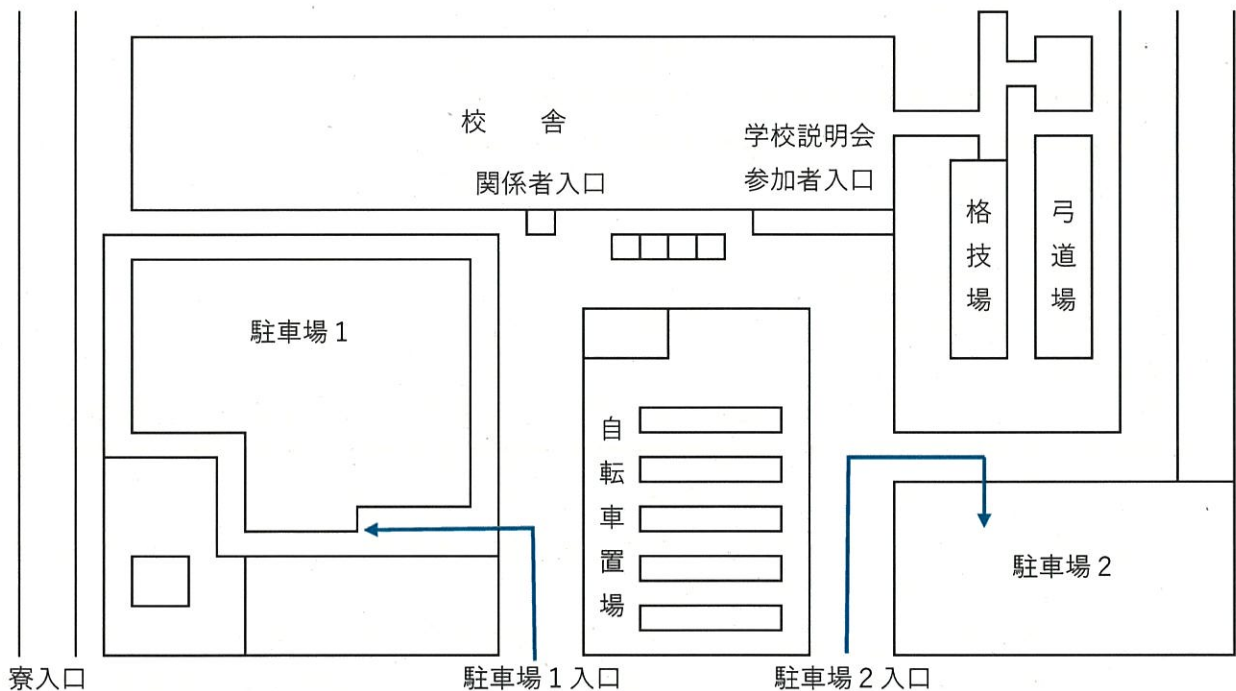 校　舎
学校説明会
参加者入口
関係者入口
格技場
弓道場
駐車場1
自転車置場
駐車場2
寮入口
駐車場1入口
駐車場2入口